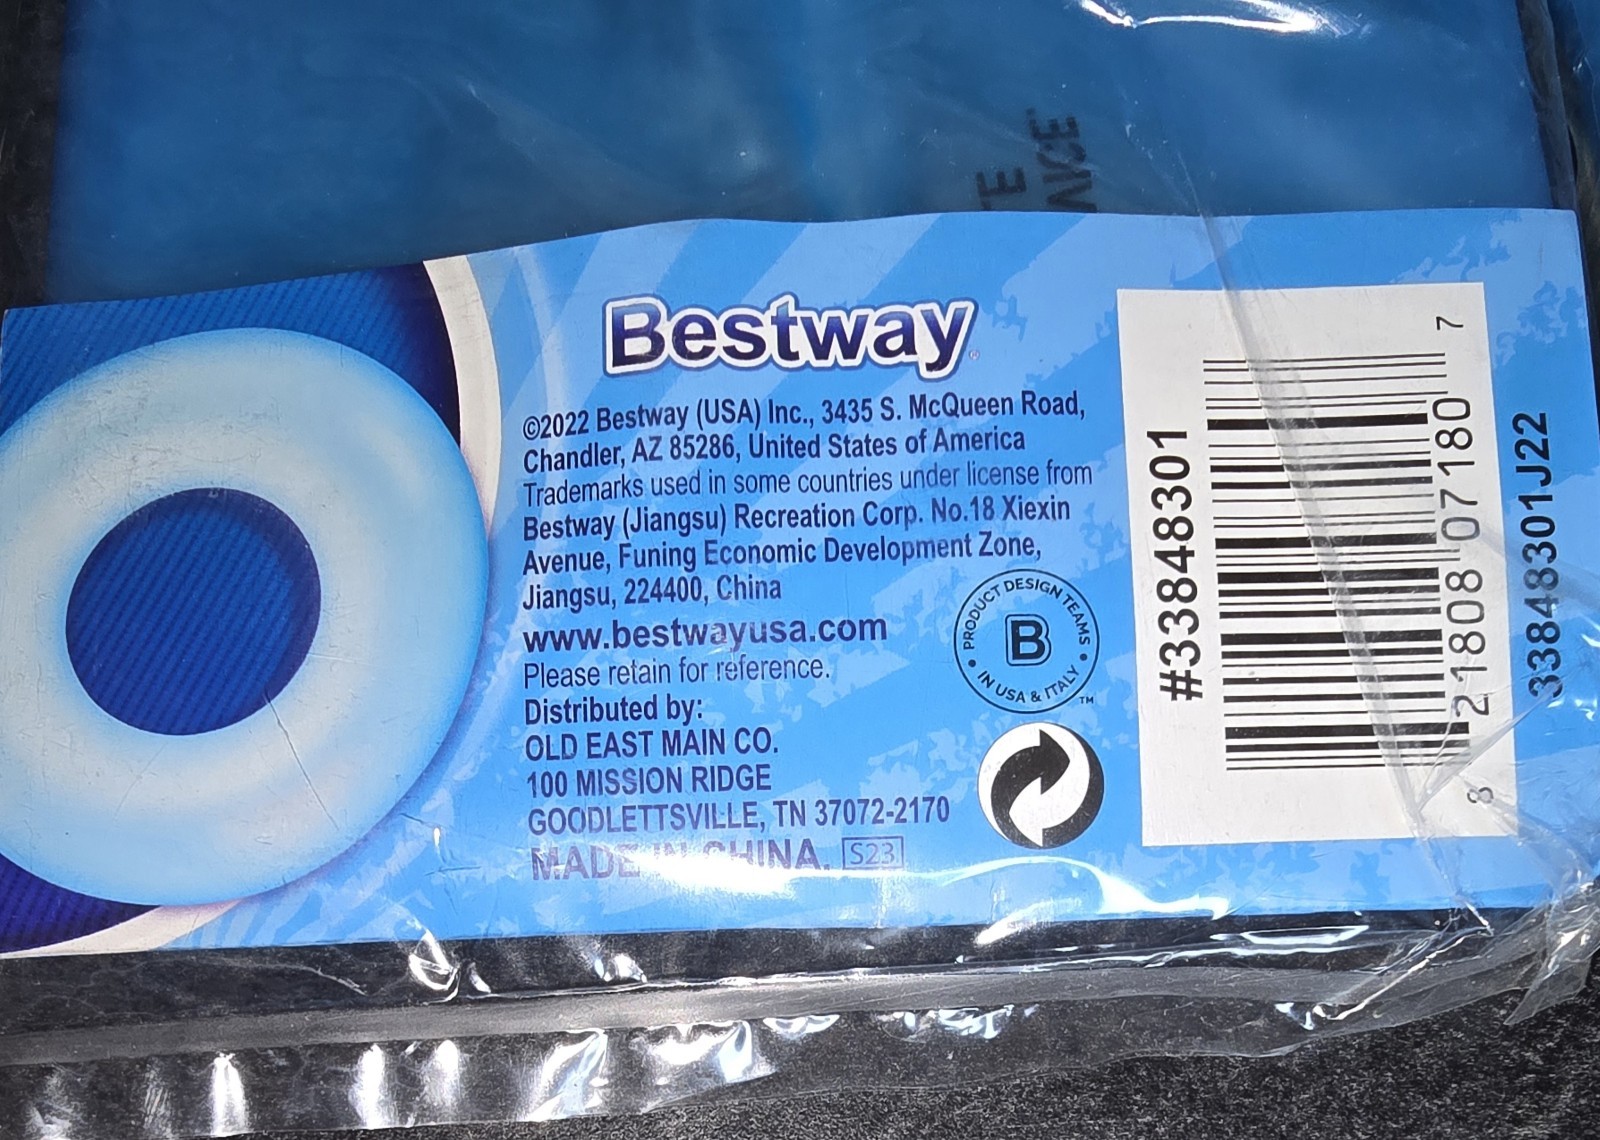 Bestway
©2022 Bestway (USA) Inc., 3435 S. McQueen Road,
Chandler, AZ 85286, United States of America
Trademarks used in some countries under license from
Bestway (Jiangsu) Recreation Corp. No.18 Xiexin
Avenue, Funing Economic Development Zone,
Jiangsu, 224400, China
www.bestwayusa.com
Please retain for reference.
Distributed by:
OLD EAST MAIN CO.
100 MISSION RIDGE
GOODLETTSVILLE, TN 37072-2170
MADE IN CHINA. S23
PRODUCT DESIGN TEAMS
B
IN USA & ITALY
TM
#33848301
8 21808 07180 7
33848301J22